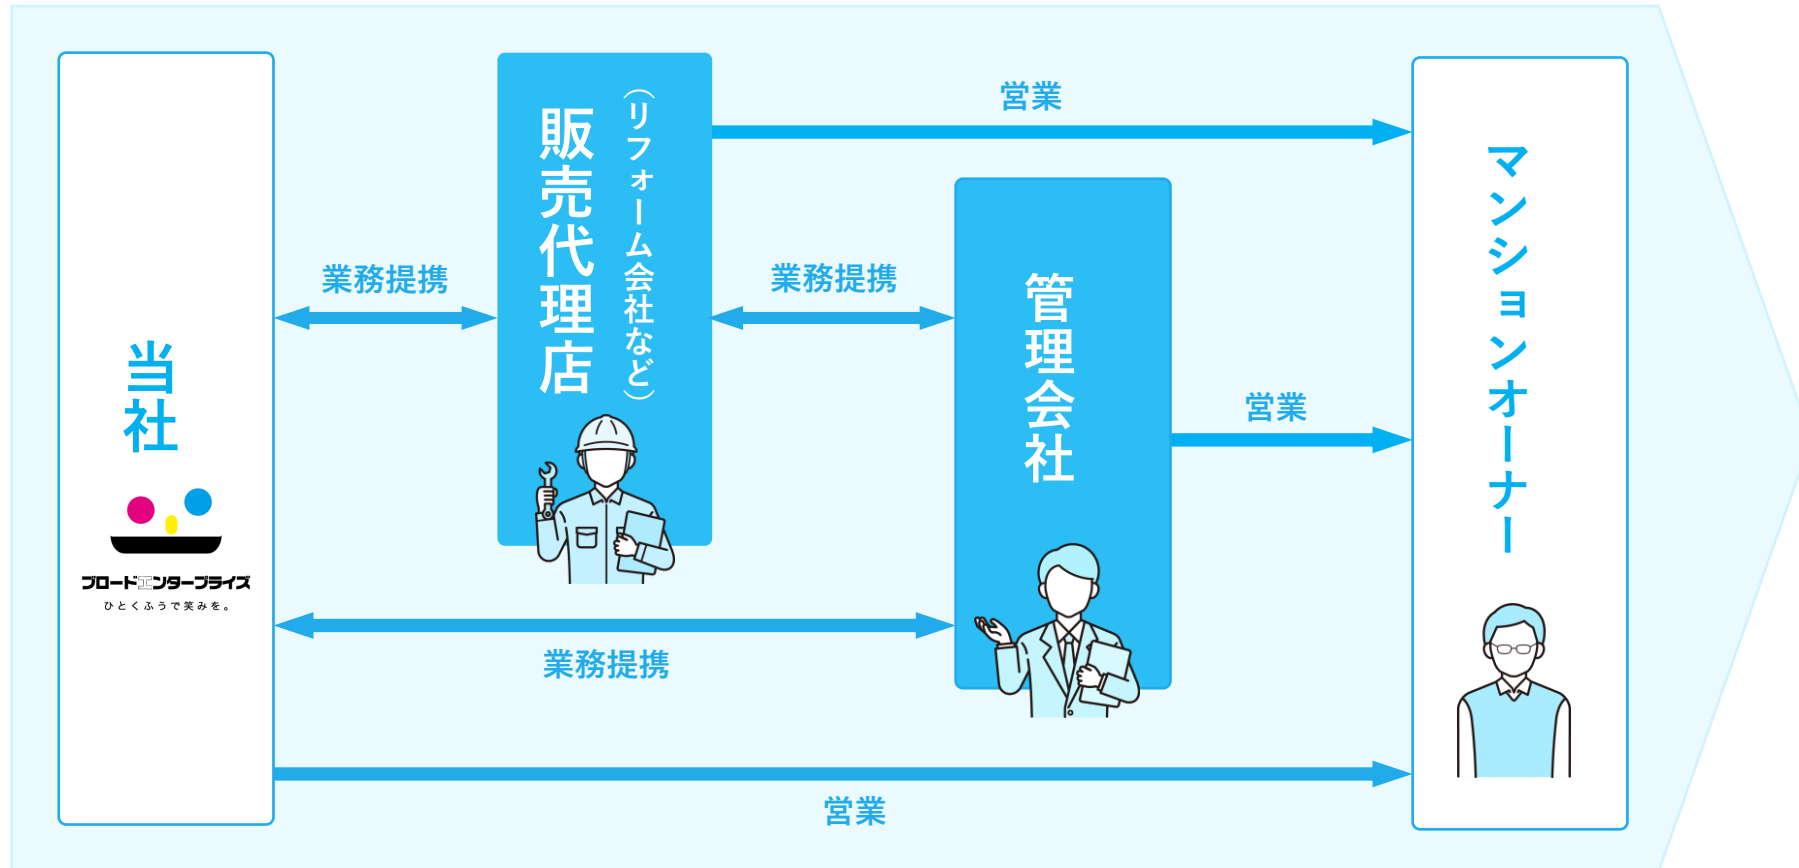 当社
ブロードエンタープライズ
ひとくふうで笑みを。
業務提携
販売代理店
(リフォーム会社など)
業務提携
管理会社
営業
営業
業務提携
営業
マンションオーナー